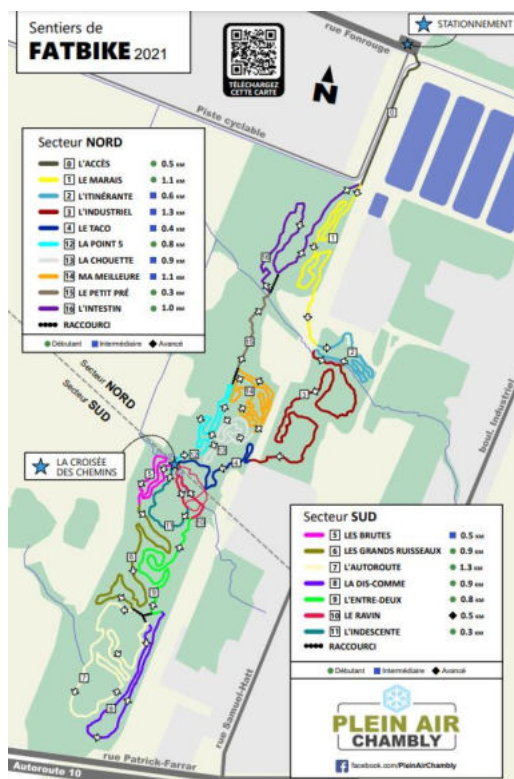 Sentiers de
FATBIKE 2021
TÉLÉCHARGEZ
CETTE CARTE
N
STATIONNEMENT
rue Fonrouge
Piste cyclable
Secteur NORD
0 L'ACCÈS 0.5 KM
1 LE MARAIS 1.1 KM
2 L'ITINÉRANTE 0.6 KM
3 L'INDUSTRIEL 1.3 KM
4 LE TACO 0.4 KM
12 LA POINT 5 0.8 KM
13 LA CHOUETTE 0.9 KM
14 MA MEILLEURE 1.1 KM
15 LE PETIT PRÉ 0.3 KM
16 L'INTESTIN 1.0 KM
RACCOURCI
Débutant Intermédiaire Avancé
Secteur NORD
Secteur SUD
LA CROISÉE
DES CHEMINS
boul. Industriel
Secteur SUD
5 LES BRUTES 0.5 KM
6 LES GRANDS RUISSEAUX 0.9 KM
7 L'AUTOROUTE 1.3 KM
8 LA DIS-COMME 0.9 KM
9 L'ENTRE-DEUX 0.8 KM
10 LE RAVIN 0.5 KM
11 L'INDESCENTE 0.3 KM
RACCOURCI
Débutant Intermédiaire Avancé
PLEIN AIR
CHAMBLY
facebook.com/PleinAirChambly
rue Samuel-Hatt
rue Patrick-Farrar
Autoroute 10